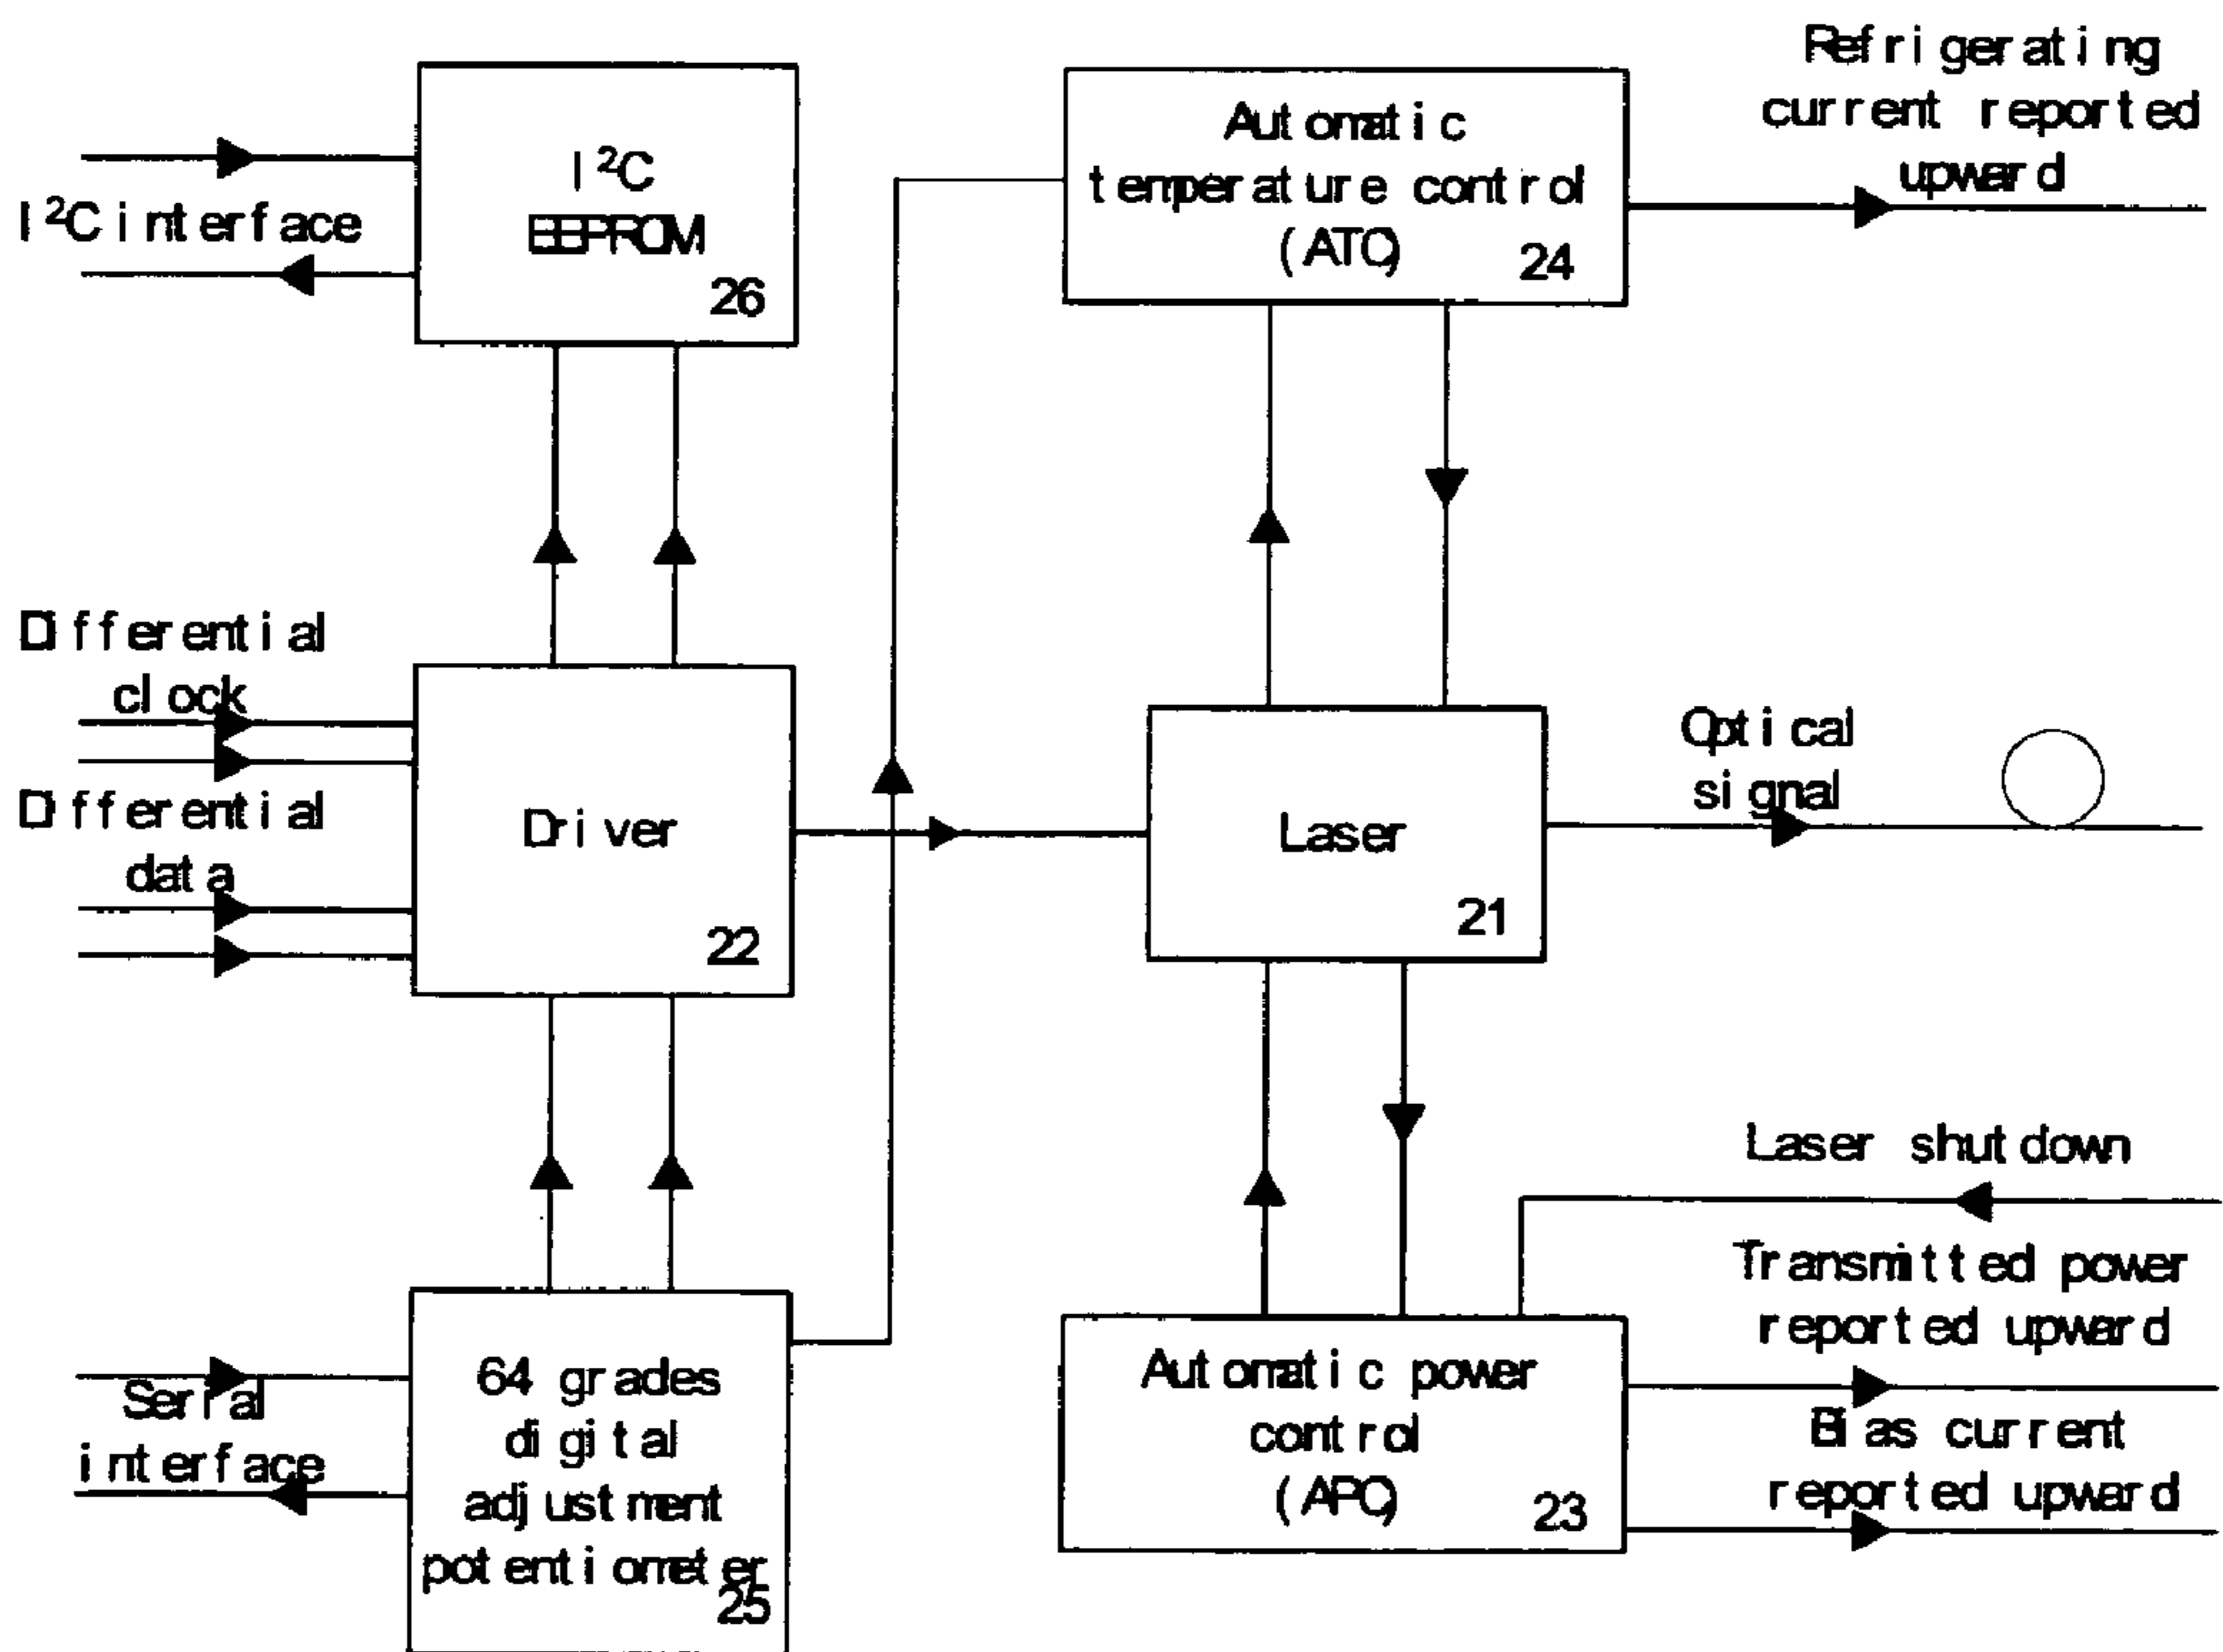 I²C
EEPROM
26
I²C interface
Automatic
temperature control
(ATC)
24
Refrigerating
current reported
upward
Differential
clock
Differential
data
Driver
22
Laser
21
Optical
signal
Serial
interface
64 grades
digital
adjustment
potentiometer
25
Automatic power
control
(APC)
23
Laser shutdown
Transmitted power
reported upward
Bias current
reported upward